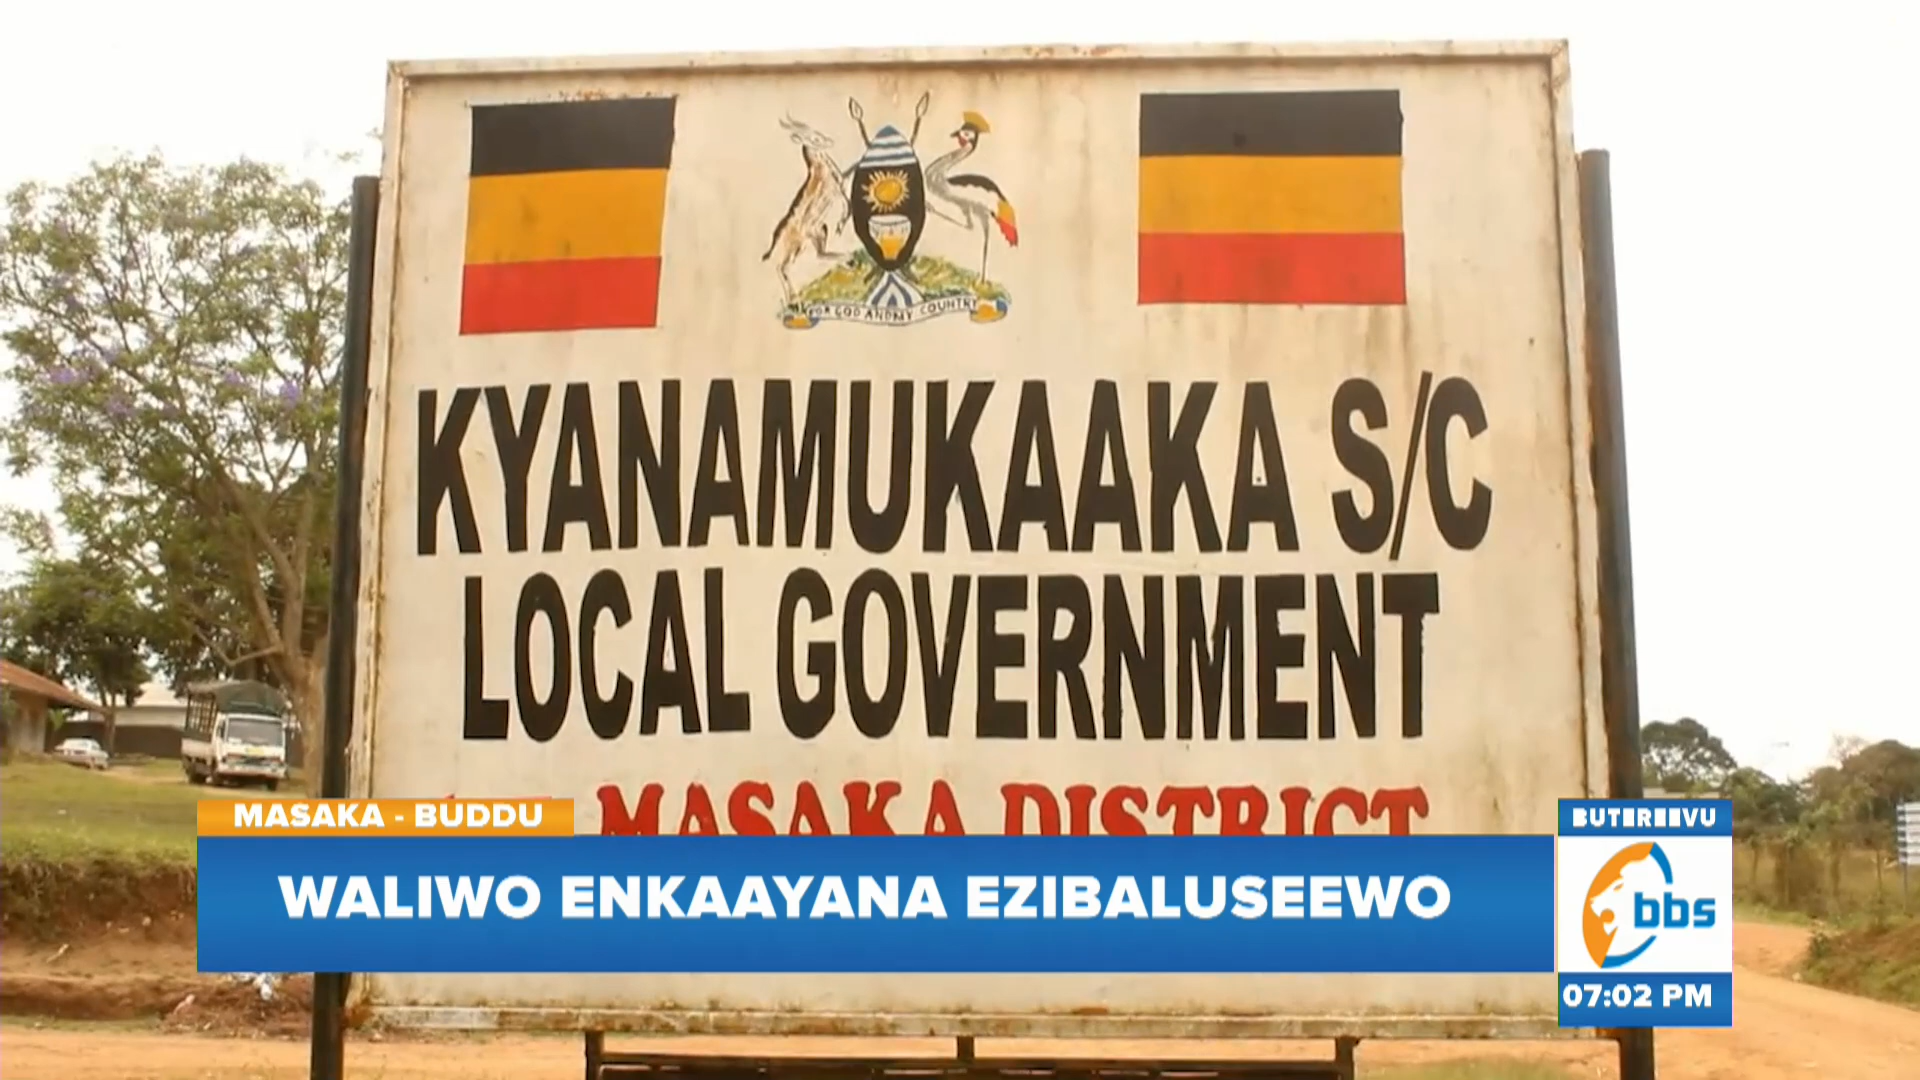 FOR GOD AND MY COUNTRY
KYANAMUKAAKA S/C
LOCAL GOVERNMENT
MASAKA DISTRICT
MASAKA - BUDDU
WALIWO ENKAAYANA EZIBALUSEEWO
BUTEREEVU
bbs
07:02 PM